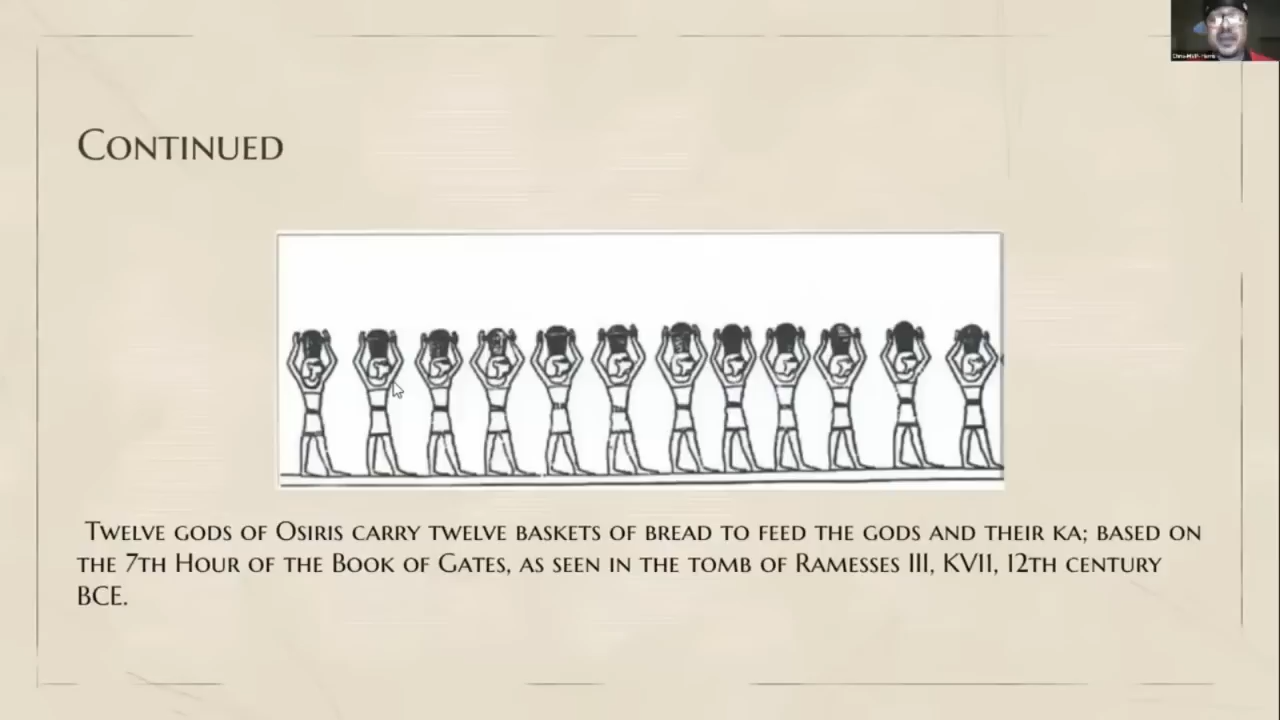 Continued
Twelve gods of Osiris carry twelve baskets of bread to feed the gods and their ka; based on
the 7th Hour of the Book of Gates, as seen in the tomb of Ramesses III, KV11, 12th century
BCE.